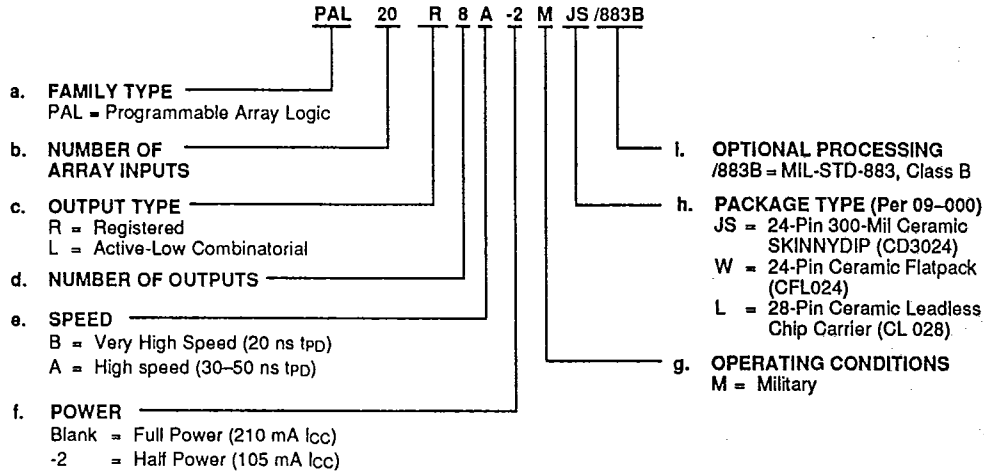 PAL 20 R 8 A -2 M JS /883B
a. FAMILY TYPE
PAL = Programmable Array Logic
b. NUMBER OF
ARRAY INPUTS
c. OUTPUT TYPE
R = Registered
L = Active-Low Combinatorial
d. NUMBER OF OUTPUTS
e. SPEED
B = Very High Speed (20 ns tPD)
A = High speed (30–50 ns tPD)
f. POWER
Blank = Full Power (210 mA ICC)
-2 = Half Power (105 mA ICC)
i. OPTIONAL PROCESSING
/883B = MIL-STD-883, Class B
h. PACKAGE TYPE (Per 09–000)
JS = 24-Pin 300-Mil Ceramic
SKINNYDIP (CD3024)
W = 24-Pin Ceramic Flatpack
(CFL024)
L = 28-Pin Ceramic Leadless
Chip Carrier (CL 028)
g. OPERATING CONDITIONS
M = Military